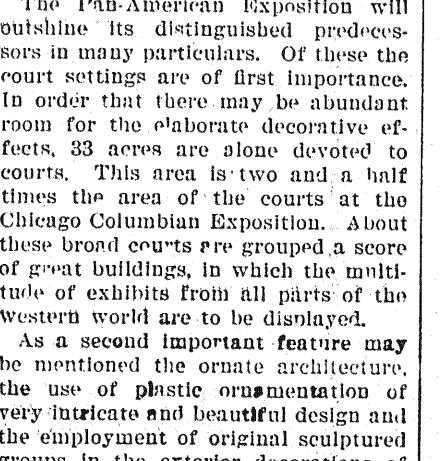 The Pan-American Exposition will
outshine its distinguished predeces-
sors in many particulars. Of these the
court settings are of first importance.
In order that there may be abundant
room for the elaborate decorative ef-
fects, 33 acres are alone devoted to
courts. This area is two and a half
times the area of the courts at the
Chicago Columbian Exposition. About
these broad courts are grouped a score
of great buildings, in which the multi-
tude of exhibits from all parts of the
western world are to be displayed.
As a second important feature may
be mentioned the ornate architecture,
the use of plastic ornamentation of
very intricate and beautiful design and
the employment of original sculptured
groups in the exterior decorations of